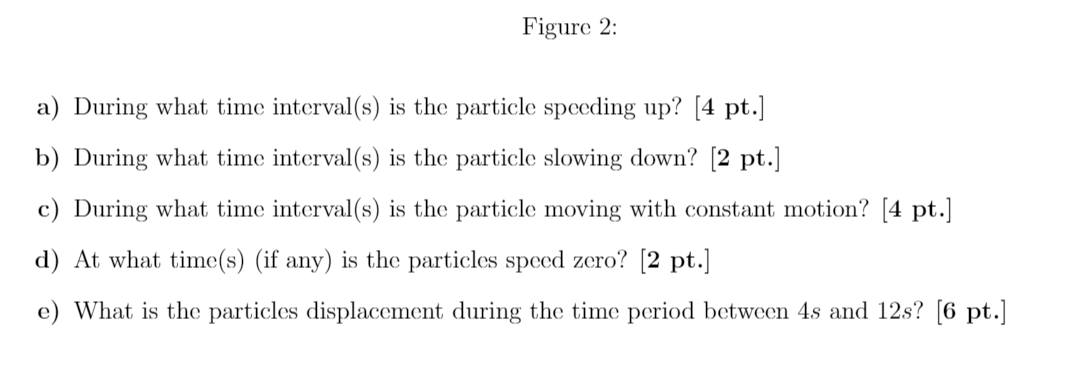 Figure 2:
a) During what time interval(s) is the particle speeding up? [4 pt.]
b) During what time interval(s) is the particle slowing down? [2 pt.]
c) During what time interval(s) is the particle moving with constant motion? [4 pt.]
d) At what time(s) (if any) is the particles speed zero? [2 pt.]
e) What is the particles displacement during the time period between 4s and 12s? [6 pt.]